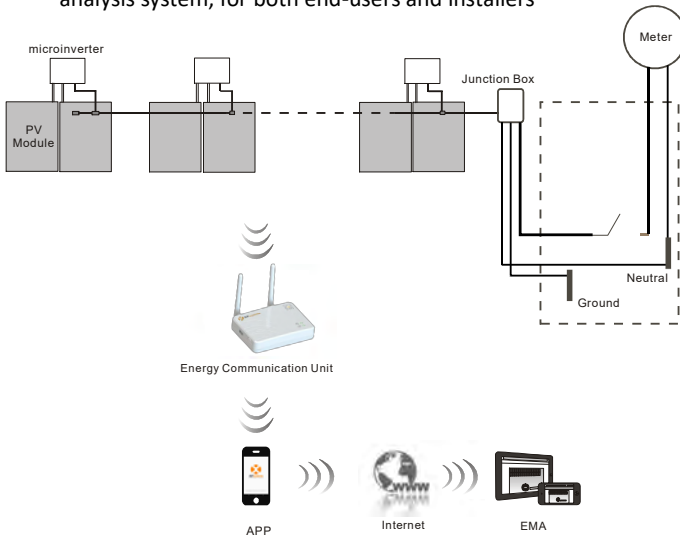 analysis system, for both end-users and installers
Meter
microinverter
Junction Box
PV
Module
Neutral
Ground
Energy Communication Unit
WWW
APP
Internet
EMA